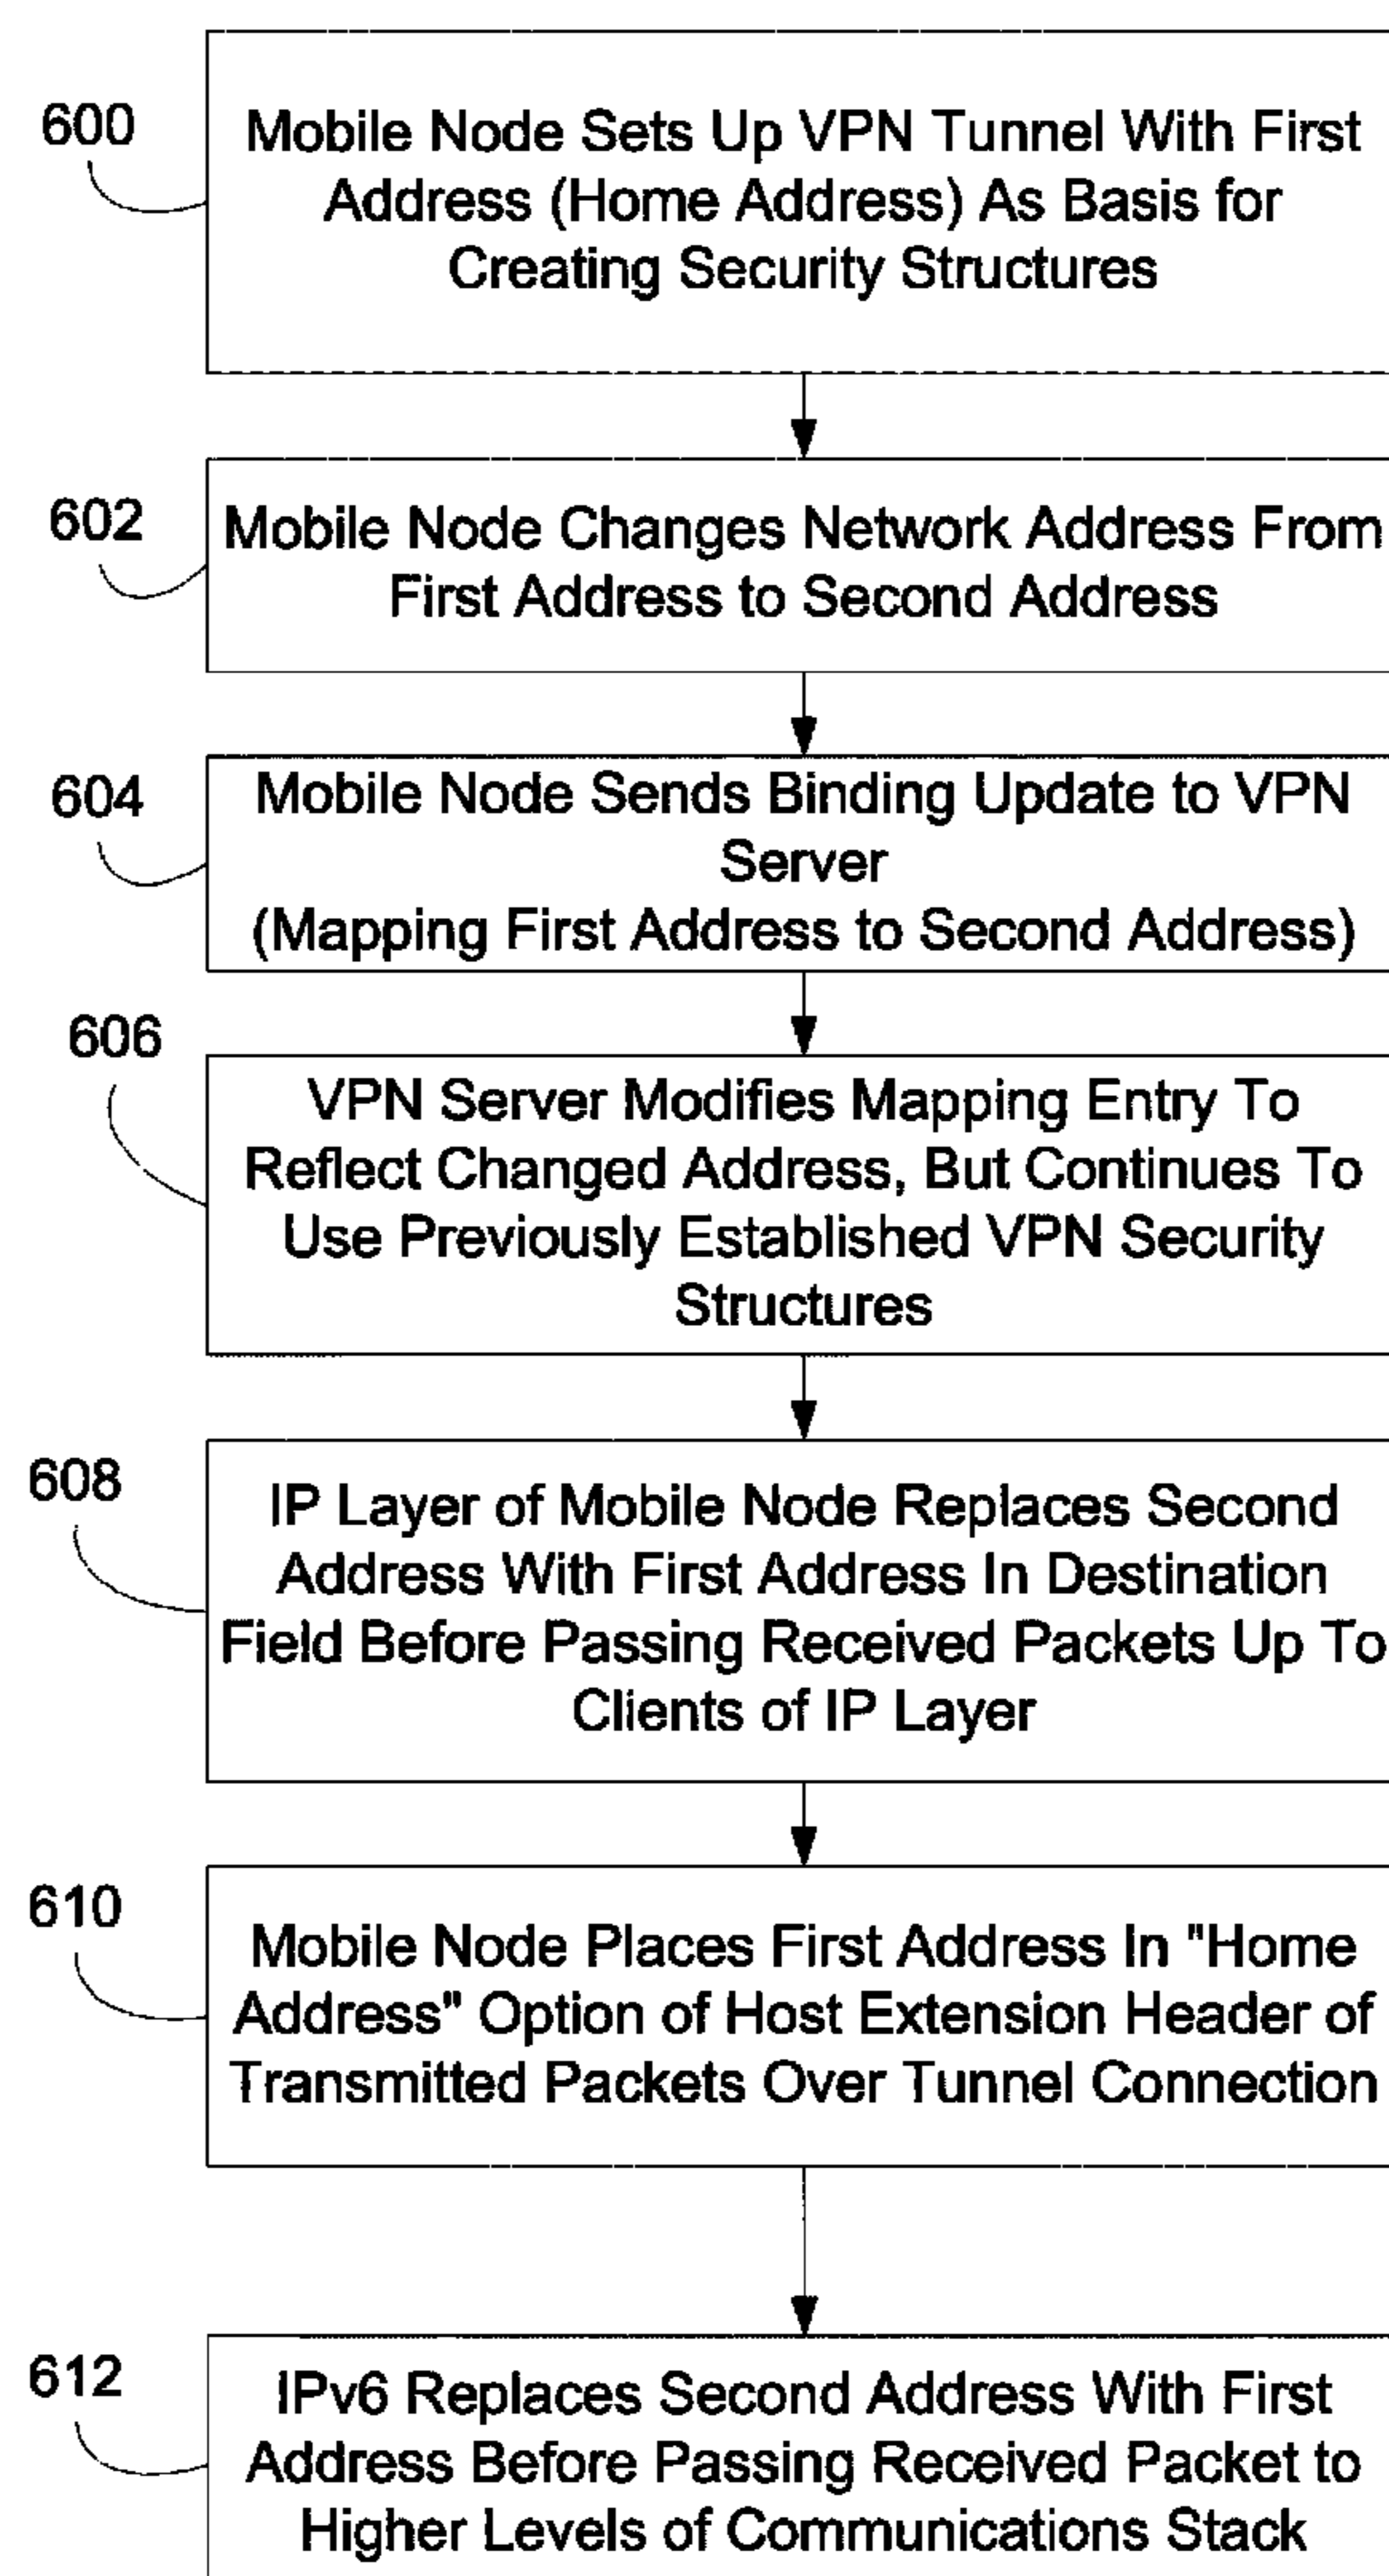 600
Mobile Node Sets Up VPN Tunnel With First
Address (Home Address) As Basis for
Creating Security Structures
602
Mobile Node Changes Network Address From
First Address to Second Address
604
Mobile Node Sends Binding Update to VPN
Server
(Mapping First Address to Second Address)
606
VPN Server Modifies Mapping Entry To
Reflect Changed Address, But Continues To
Use Previously Established VPN Security
Structures
608
IP Layer of Mobile Node Replaces Second
Address With First Address In Destination
Field Before Passing Received Packets Up To
Clients of IP Layer
610
Mobile Node Places First Address In "Home
Address" Option of Host Extension Header of
Transmitted Packets Over Tunnel Connection
612
IPv6 Replaces Second Address With First
Address Before Passing Received Packet to
Higher Levels of Communications Stack